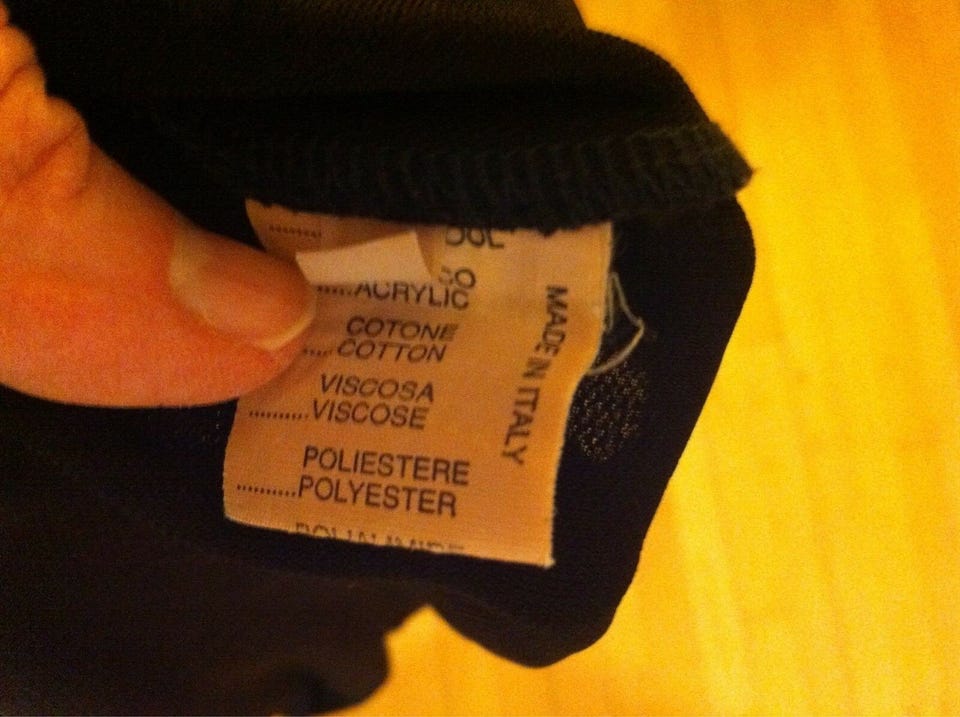 ACRYLIC
COTONE
.....COTTON
VISCOSA
..........VISCOSE
POLIESTERE
..........POLYESTER
MADE IN ITALY